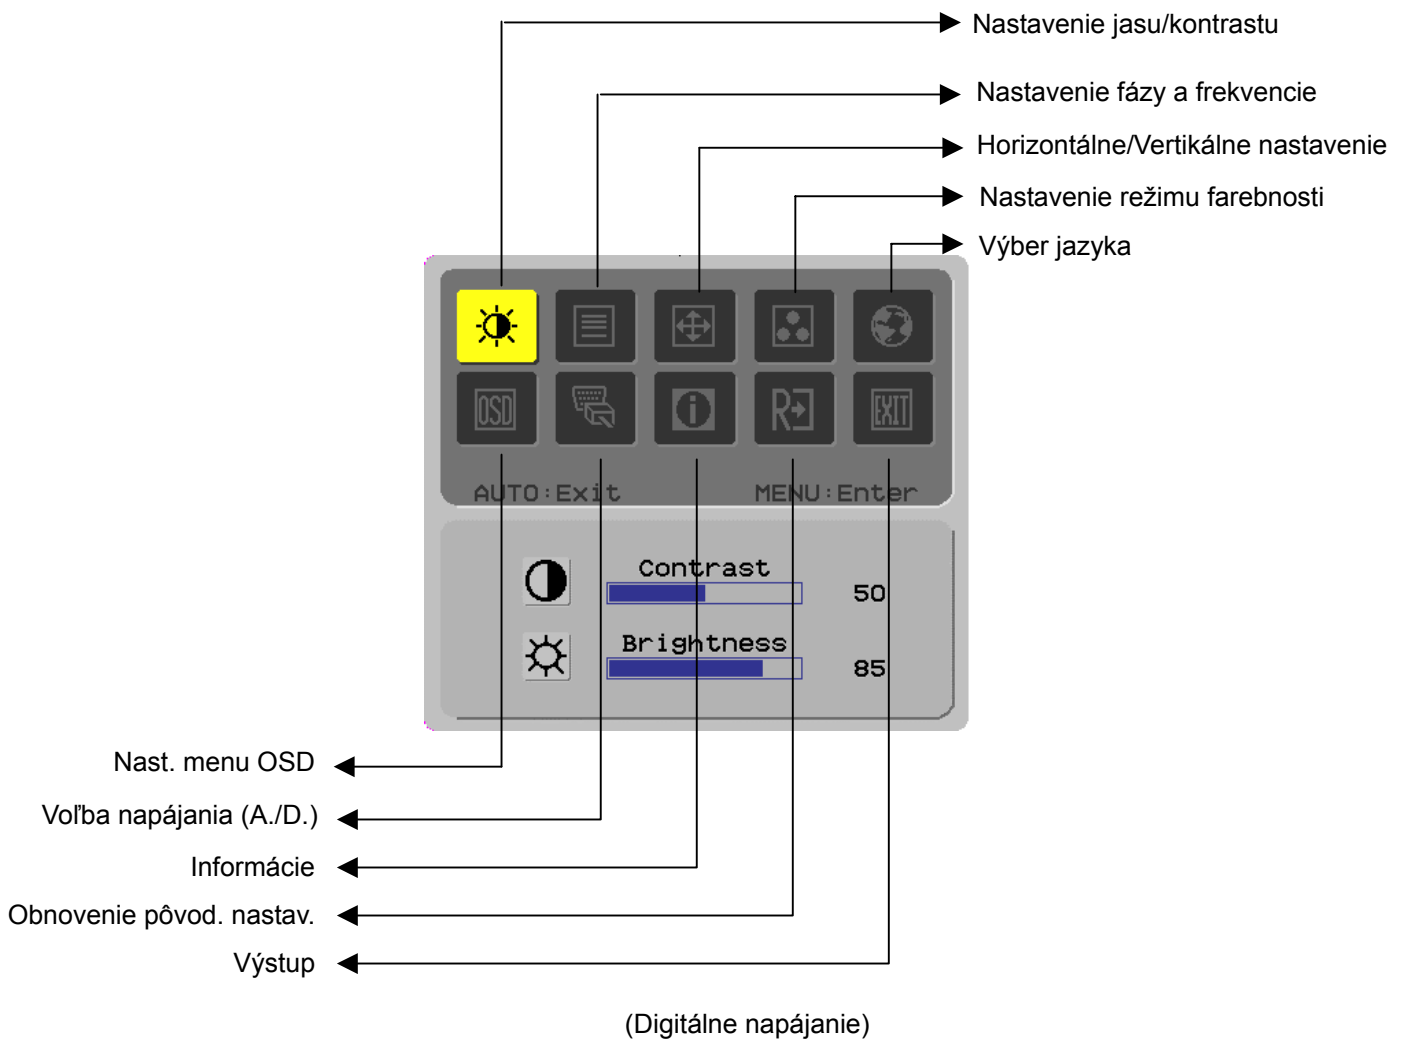 Nastavenie jasu/kontrastu
Nastavenie fázy a frekvencie
Horizontálne/Vertikálne nastavenie
Nastavenie režimu farebnosti
Výber jazyka
OSD
R
EXIT
AUTO:Exit MENU:Enter
Contrast
50
Brightness
85
Nast. menu OSD
Voľba napájania (A./D.)
Informácie
Obnovenie pôvod. nastav.
Výstup
(Digitálne napájanie)